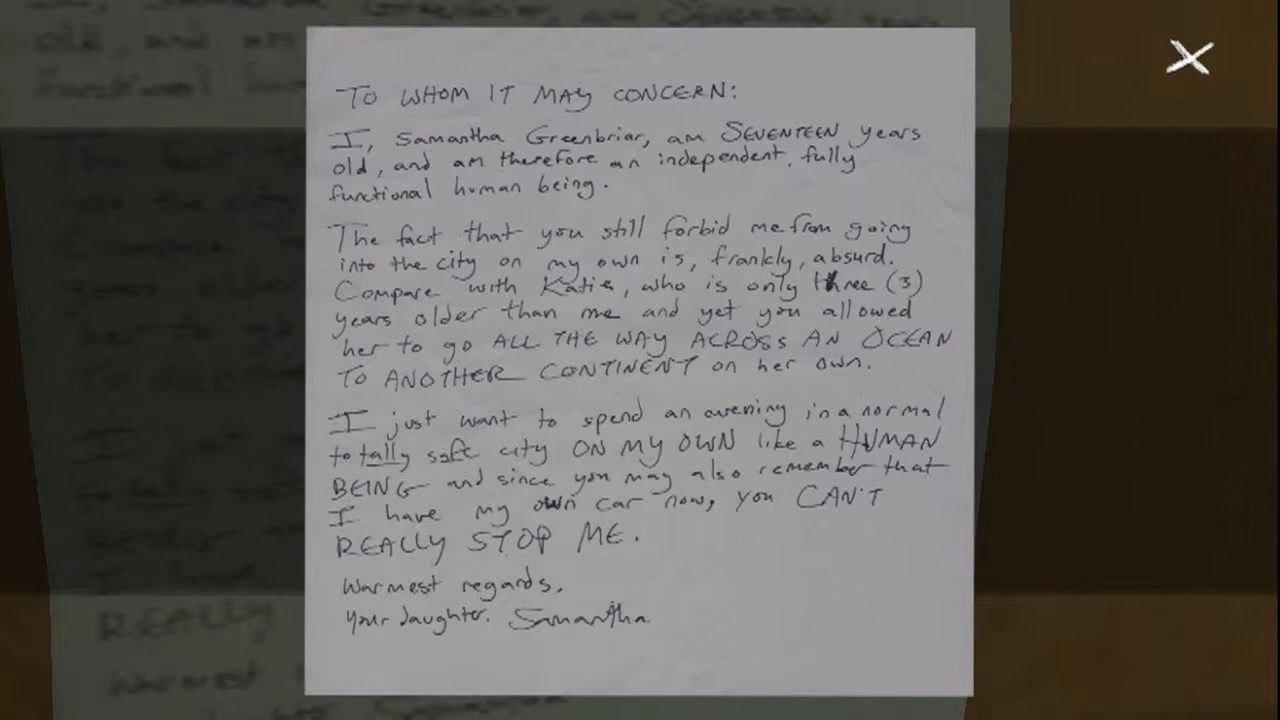 TO WHOM IT MAY CONCERN:
I, Samantha Greenbriar, am SEVENTEEN years
old, and am therefore an independent, fully
functional human being.
The fact that you still forbid me from going
into the city on my own is, frankly, absurd.
Compare with Katie, who is only three (3)
years older than me and yet you allowed
her to go ALL THE WAY ACROSS AN OCEAN
TO ANOTHER CONTINENT on her own.
I just want to spend an evening in a normal
totally safe city ON MY OWN like a HUMAN
BEING and since you may also remember that
I have my own car now, you CAN'T
REALLY STOP ME.
Warmest regards,
Your daughter. Samantha